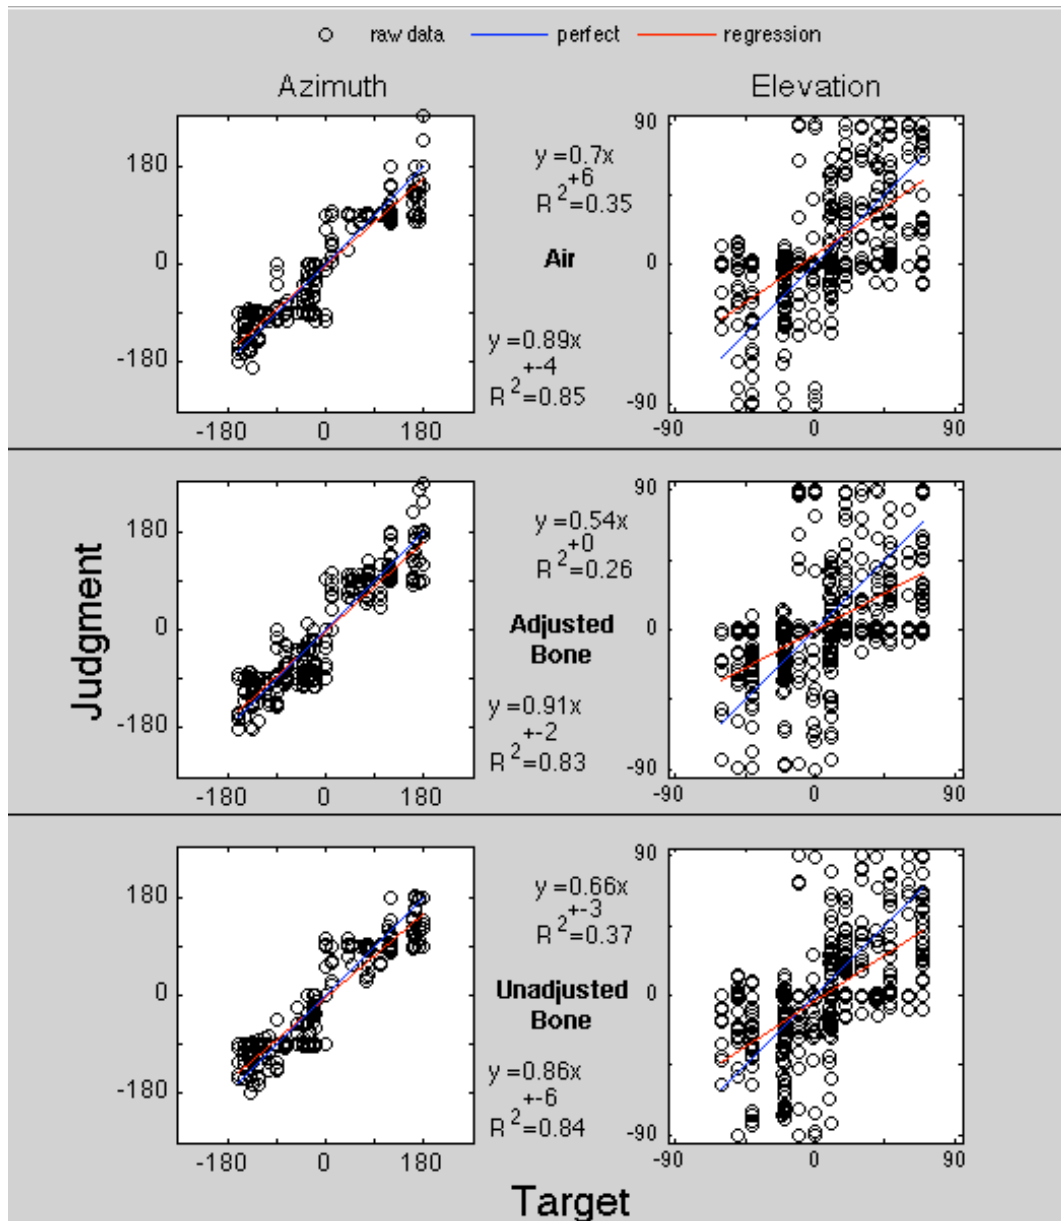 raw data perfect regression
Azimuth Elevation
180
0
-180
-180 0 180
y =0.7x
+6
R2=0.35
Air
y =0.89x
+-4
R2=0.85
90
0
-90
-90 0 90
Judgment
180
0
-180
-180 0 180
y =0.54x
+0
R2=0.26
Adjusted
Bone
y =0.91x
+-2
R2=0.83
90
0
-90
-90 0 90
180
0
-180
-180 0 180
y =0.66x
+-3
R2=0.37
Unadjusted
Bone
y =0.86x
+-6
R2=0.84
90
0
-90
-90 0 90
Target